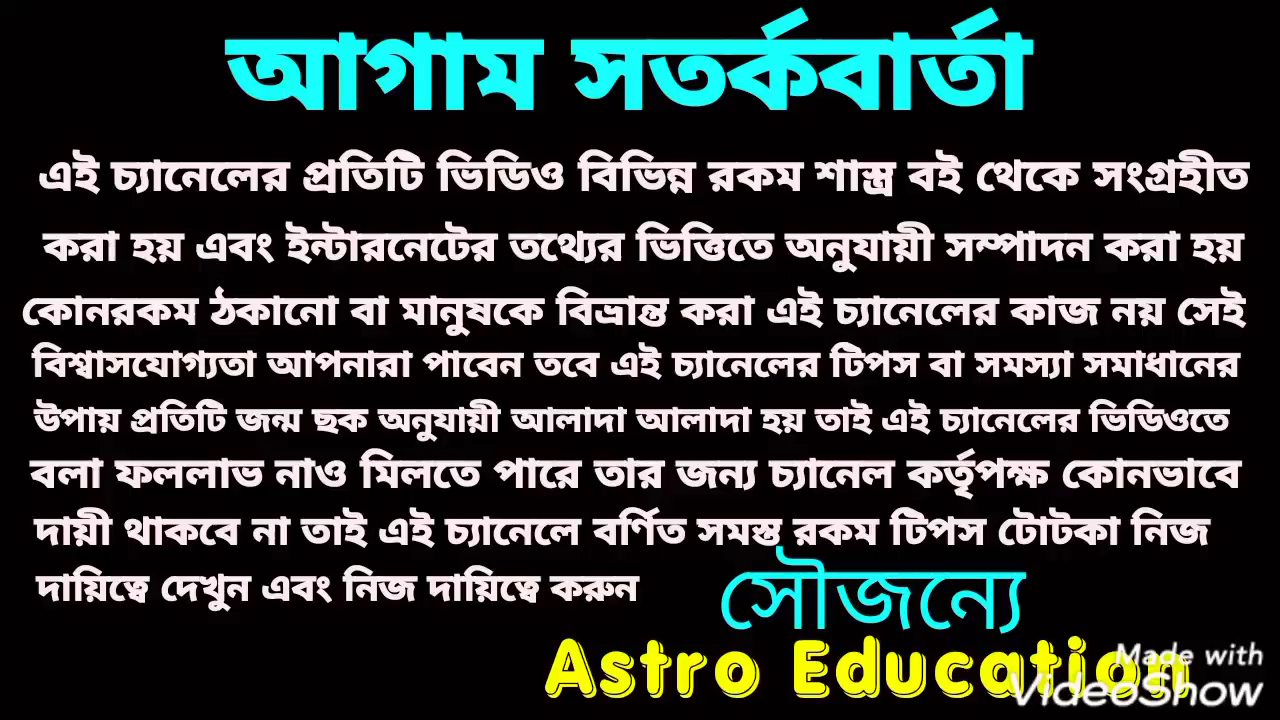 আগাম সতর্কবার্তা
এই চ্যানেলের প্রতিটি ভিডিও বিভিন্ন রকম শাস্ত্র বই থেকে সংগ্রহীত
করা হয় এবং ইন্টারনেটের তথ্যের ভিত্তিতে অনুযায়ী সম্পাদন করা হয়
কোনরকম ঠকানো বা মানুষকে বিভ্রান্ত করা এই চ্যানেলের কাজ নয় সেই
বিশ্বাসযোগ্যতা আপনারা পাবেন তবে এই চ্যানেলের টিপস বা সমস্যা সমাধানের
উপায় প্রতিটি জন্ম ছক অনুযায়ী আলাদা আলাদা হয় তাই এই চ্যানেলের ভিডিওতে
বলা ফললাভ নাও মিলতে পারে তার জন্য চ্যানেল কর্তৃপক্ষ কোনভাবে
দায়ী থাকবে না তাই এই চ্যানেলে বর্ণিত সমস্ত রকম টিপস টোটকা নিজ
দায়িত্বে দেখুন এবং নিজ দায়িত্বে করুন
সৌজন্যে
Astro Education
Made with
VideoShow